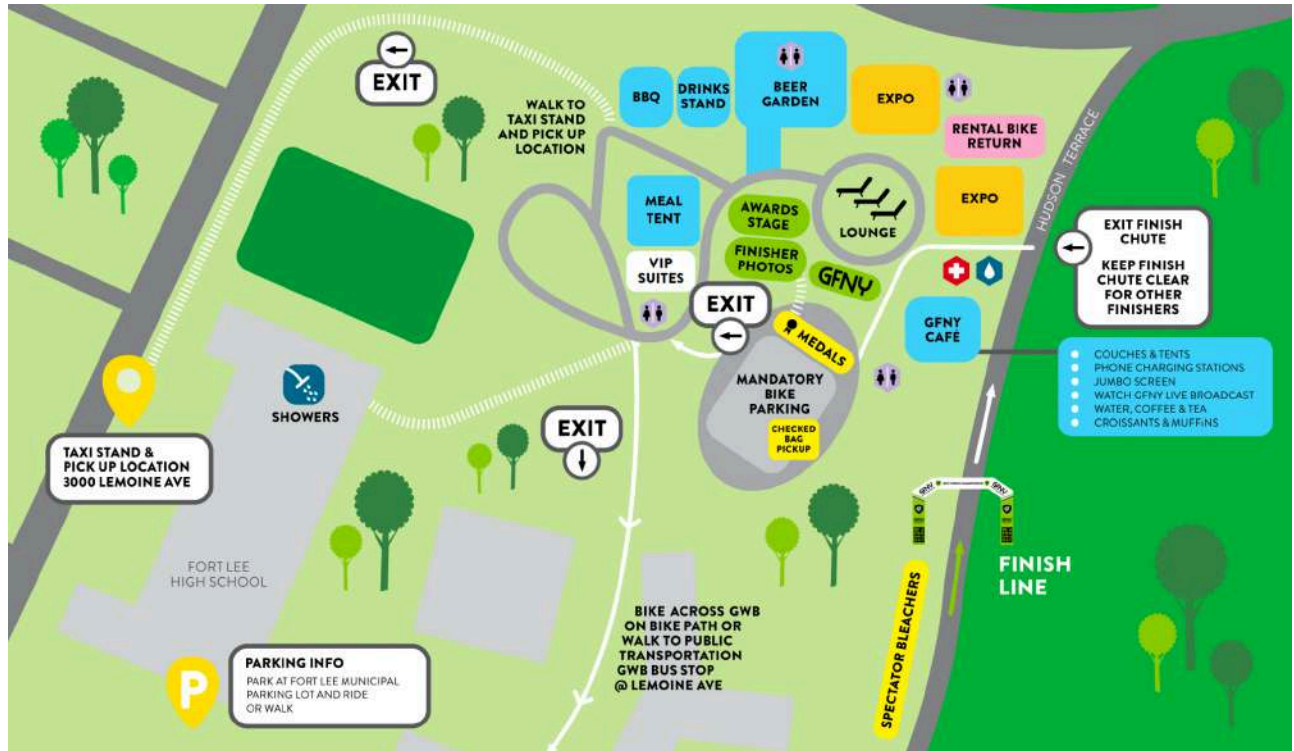 EXIT
WALK TO
TAXI STAND
AND PICK UP
LOCATION
BBQ
DRINKS
STAND
BEER
GARDEN
EXPO
RENTAL BIKE
RETURN
HUDSON TERRACE
MEAL
TENT
AWARDS
STAGE
LOUNGE
EXPO
VIP
SUITES
FINISHER
PHOTOS
GFNY
EXIT FINISH
CHUTE
KEEP FINISH
CHUTE CLEAR
FOR OTHER
FINISHERS
EXIT
MEDALS
GFNY
CAFÉ
COUCHES & TENTS
PHONE CHARGING STATIONS
JUMBO SCREEN
WATCH GFNY LIVE BROADCAST
WATER, COFFEE & TEA
CROISSANTS & MUFFINS
MANDATORY
BIKE
PARKING
CHECKED
BAG
PICKUP
SHOWERS
EXIT
TAXI STAND &
PICK UP LOCATION
3000 LEMOINE AVE
GFNY
GFNY
FINISH
LINE
FORT LEE
HIGH SCHOOL
SPECTATOR BLEACHERS
BIKE ACROSS GWB
ON BIKE PATH OR
WALK TO PUBLIC
TRANSPORTATION
GWB BUS STOP
@ LEMOINE AVE
P
PARKING INFO
PARK AT FORT LEE MUNICIPAL
PARKING LOT AND RIDE
OR WALK